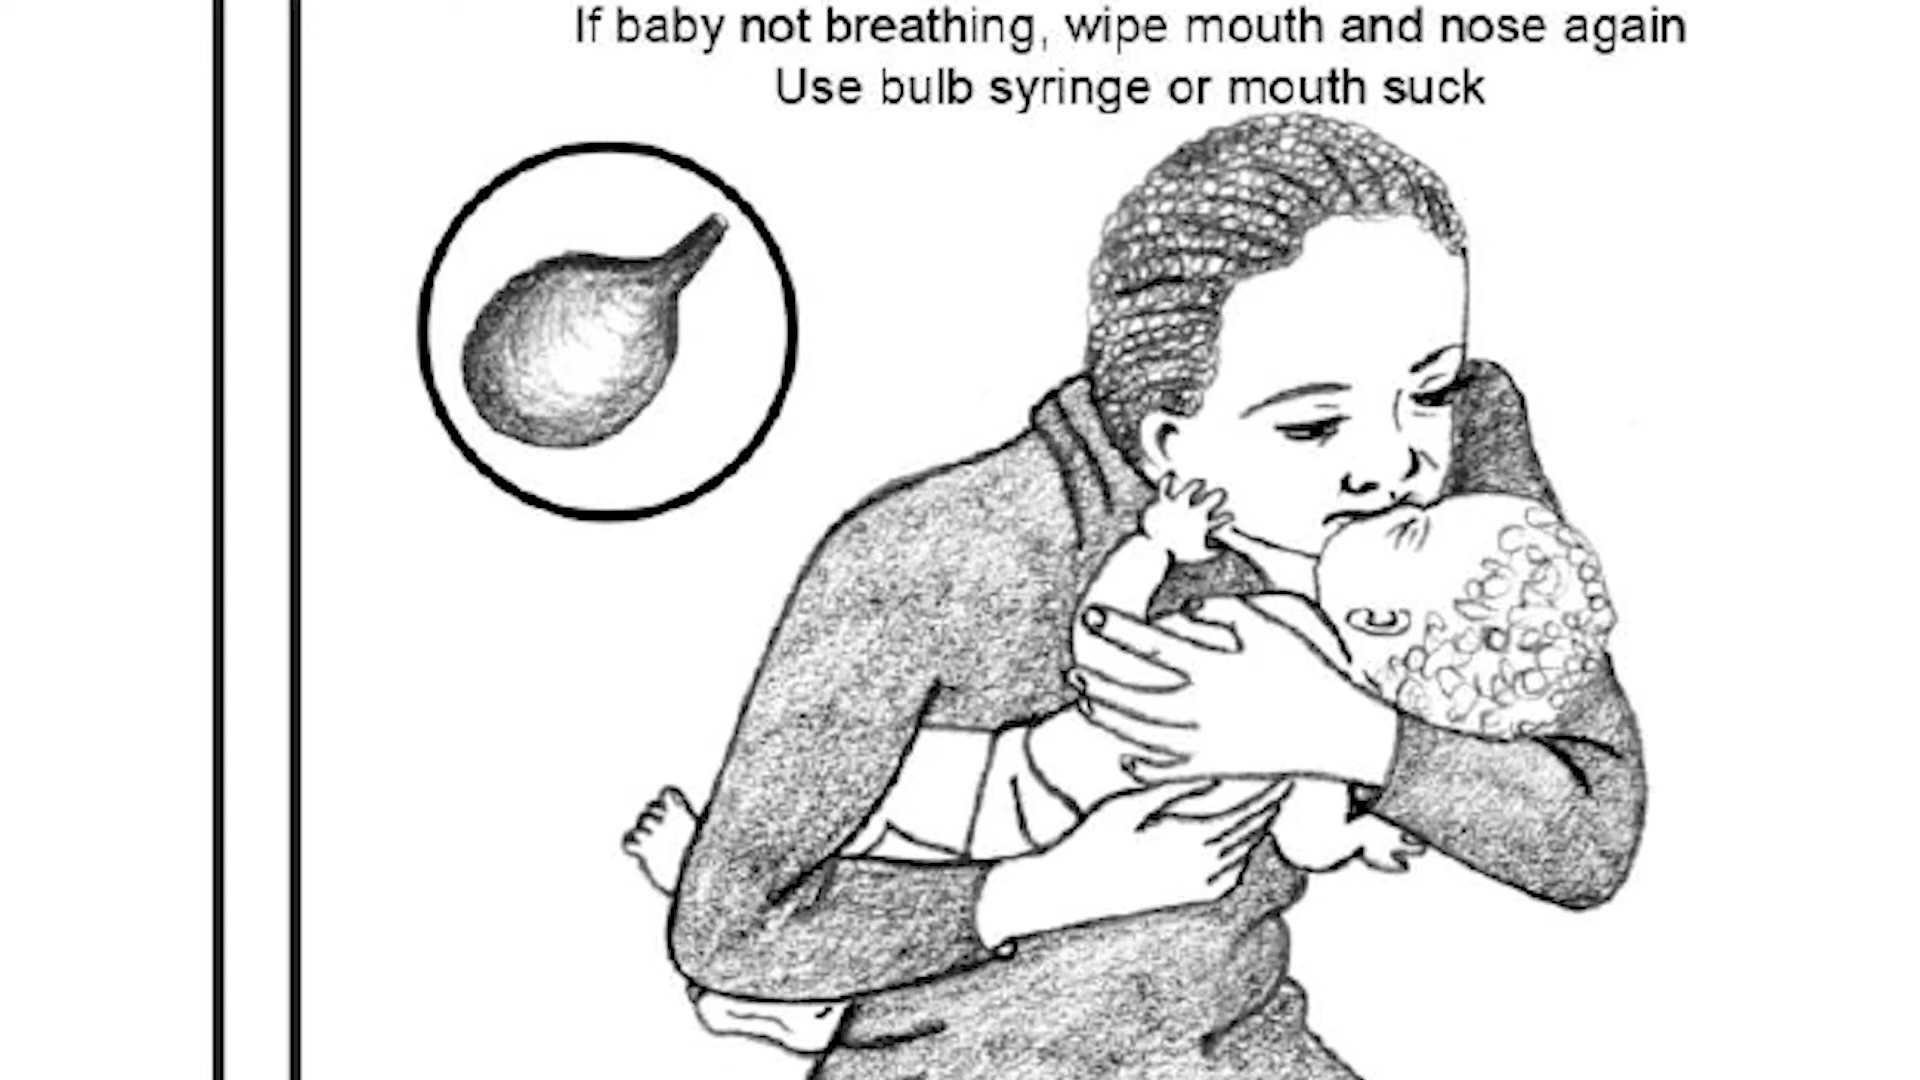 If baby not breathing, wipe mouth and nose again
Use bulb syringe or mouth suck